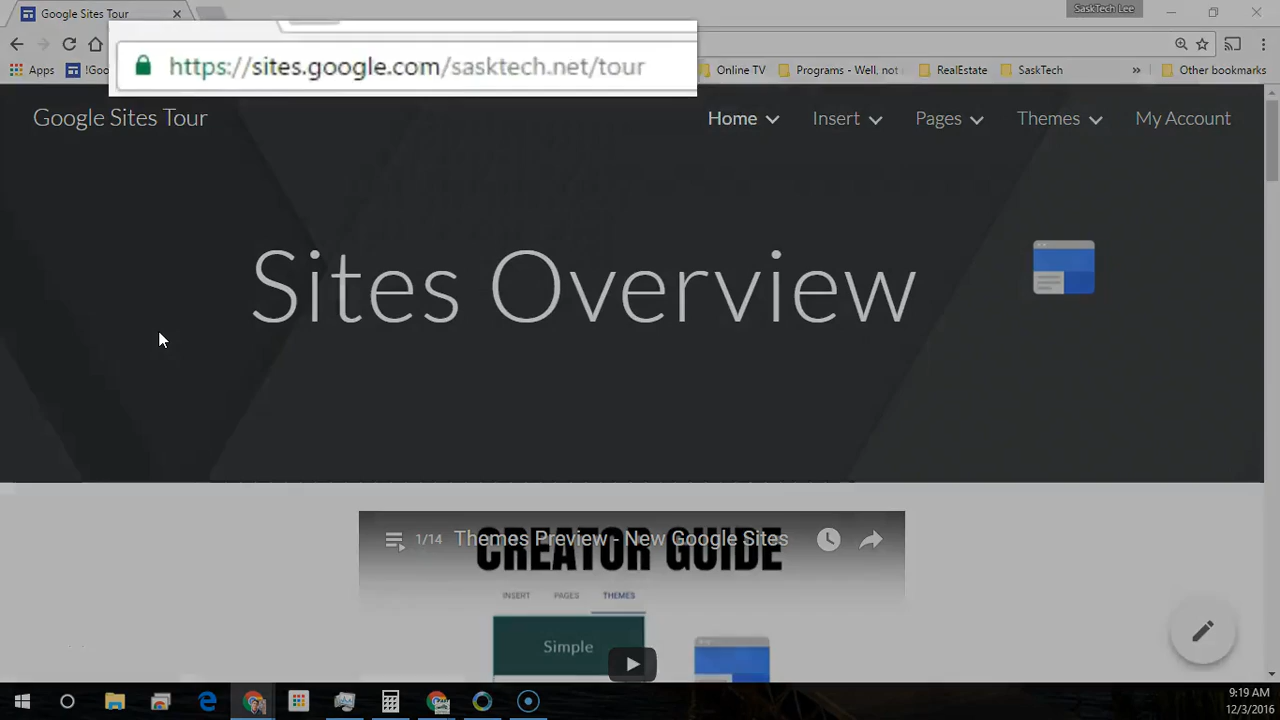 Google Sites Tour
SaskTech Lee
https://sites.google.com/sasktech.net/tour
Apps
!Goo
Online TV
Programs - Well, not
RealEstate
SaskTech
»
Other bookmarks
Google Sites Tour
Home
Insert
Pages
Themes
My Account
Sites Overview
1/14 Themes Preview - New Google Sites
CREATOR GUIDE
INSERT PAGES THEMES
Simple
9:19 AM
12/3/2016